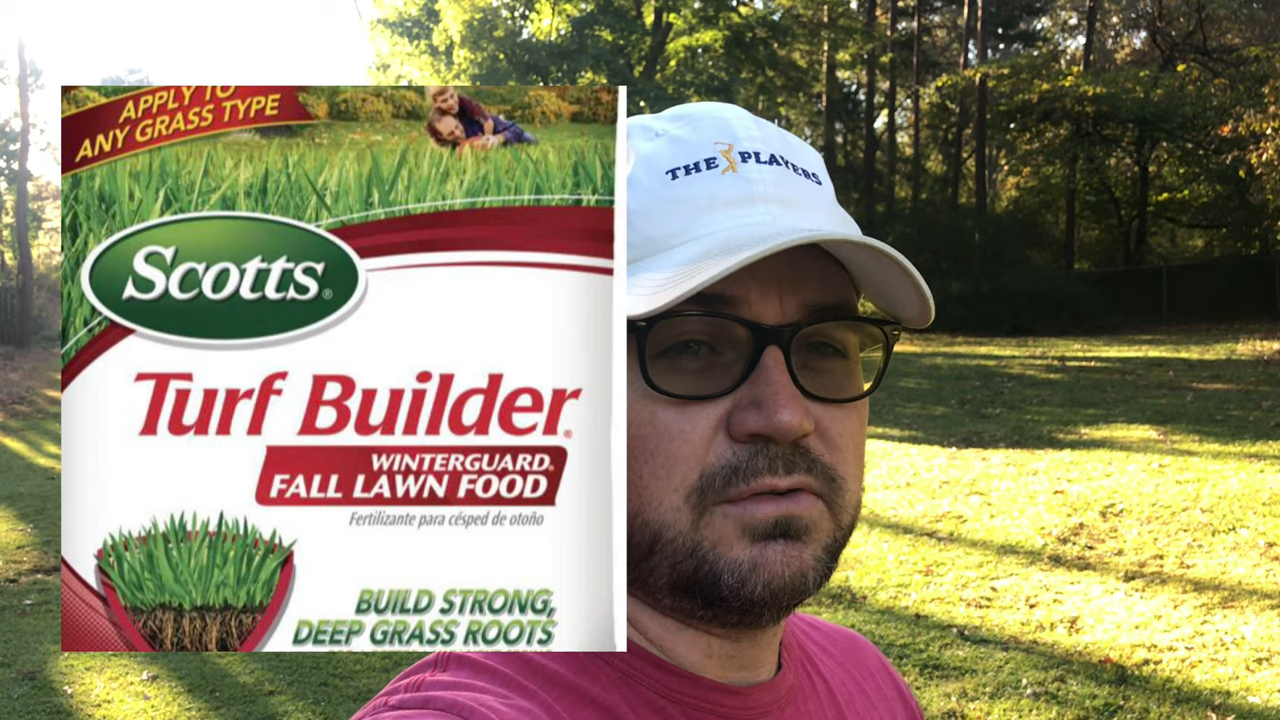 APPLY TO
ANY GRASS TYPE
Scotts®
Turf Builder®
WINTERGUARD®
FALL LAWN FOOD
Fertilizante para césped de otoño
BUILD STRONG,
DEEP GRASS ROOTS
THE PLAYERS